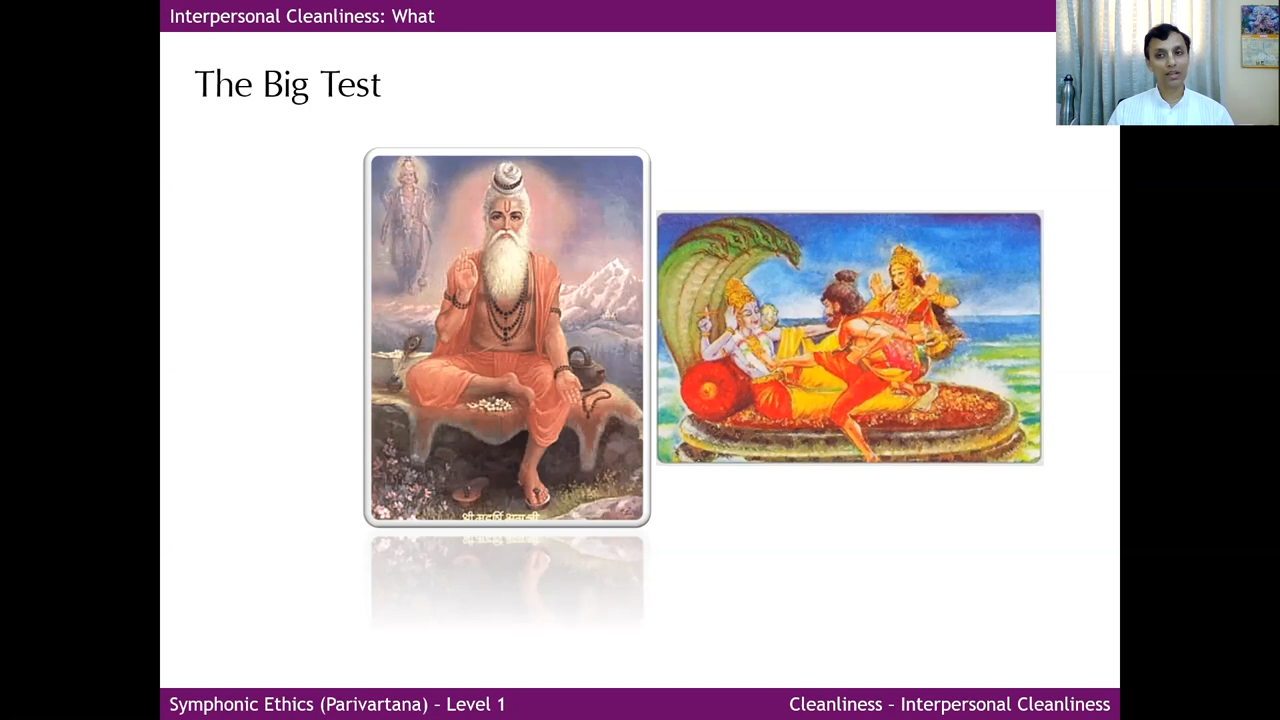 Interpersonal Cleanliness: What
The Big Test
Symphonic Ethics (Parivartana) – Level 1
Cleanliness – Interpersonal Cleanliness